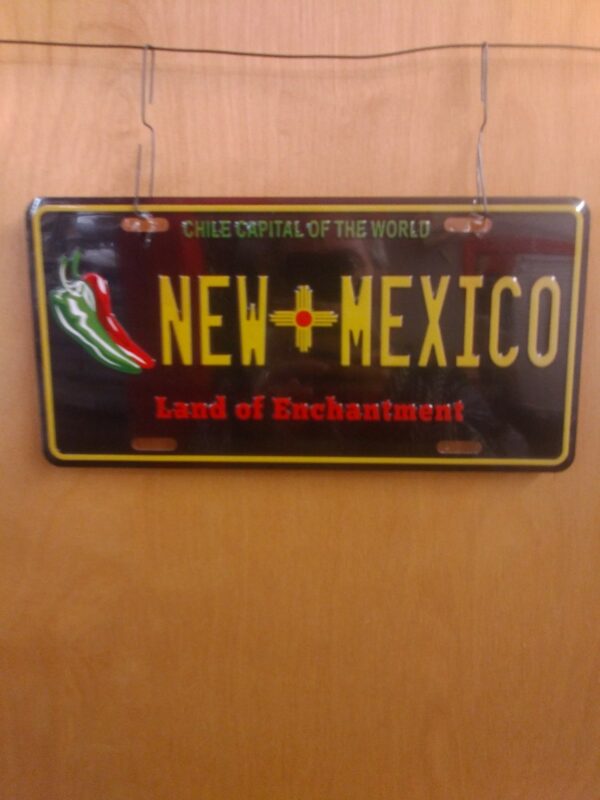 CHILE CAPITAL OF THE WORLD
NEW MEXICO
Land of Enchantment